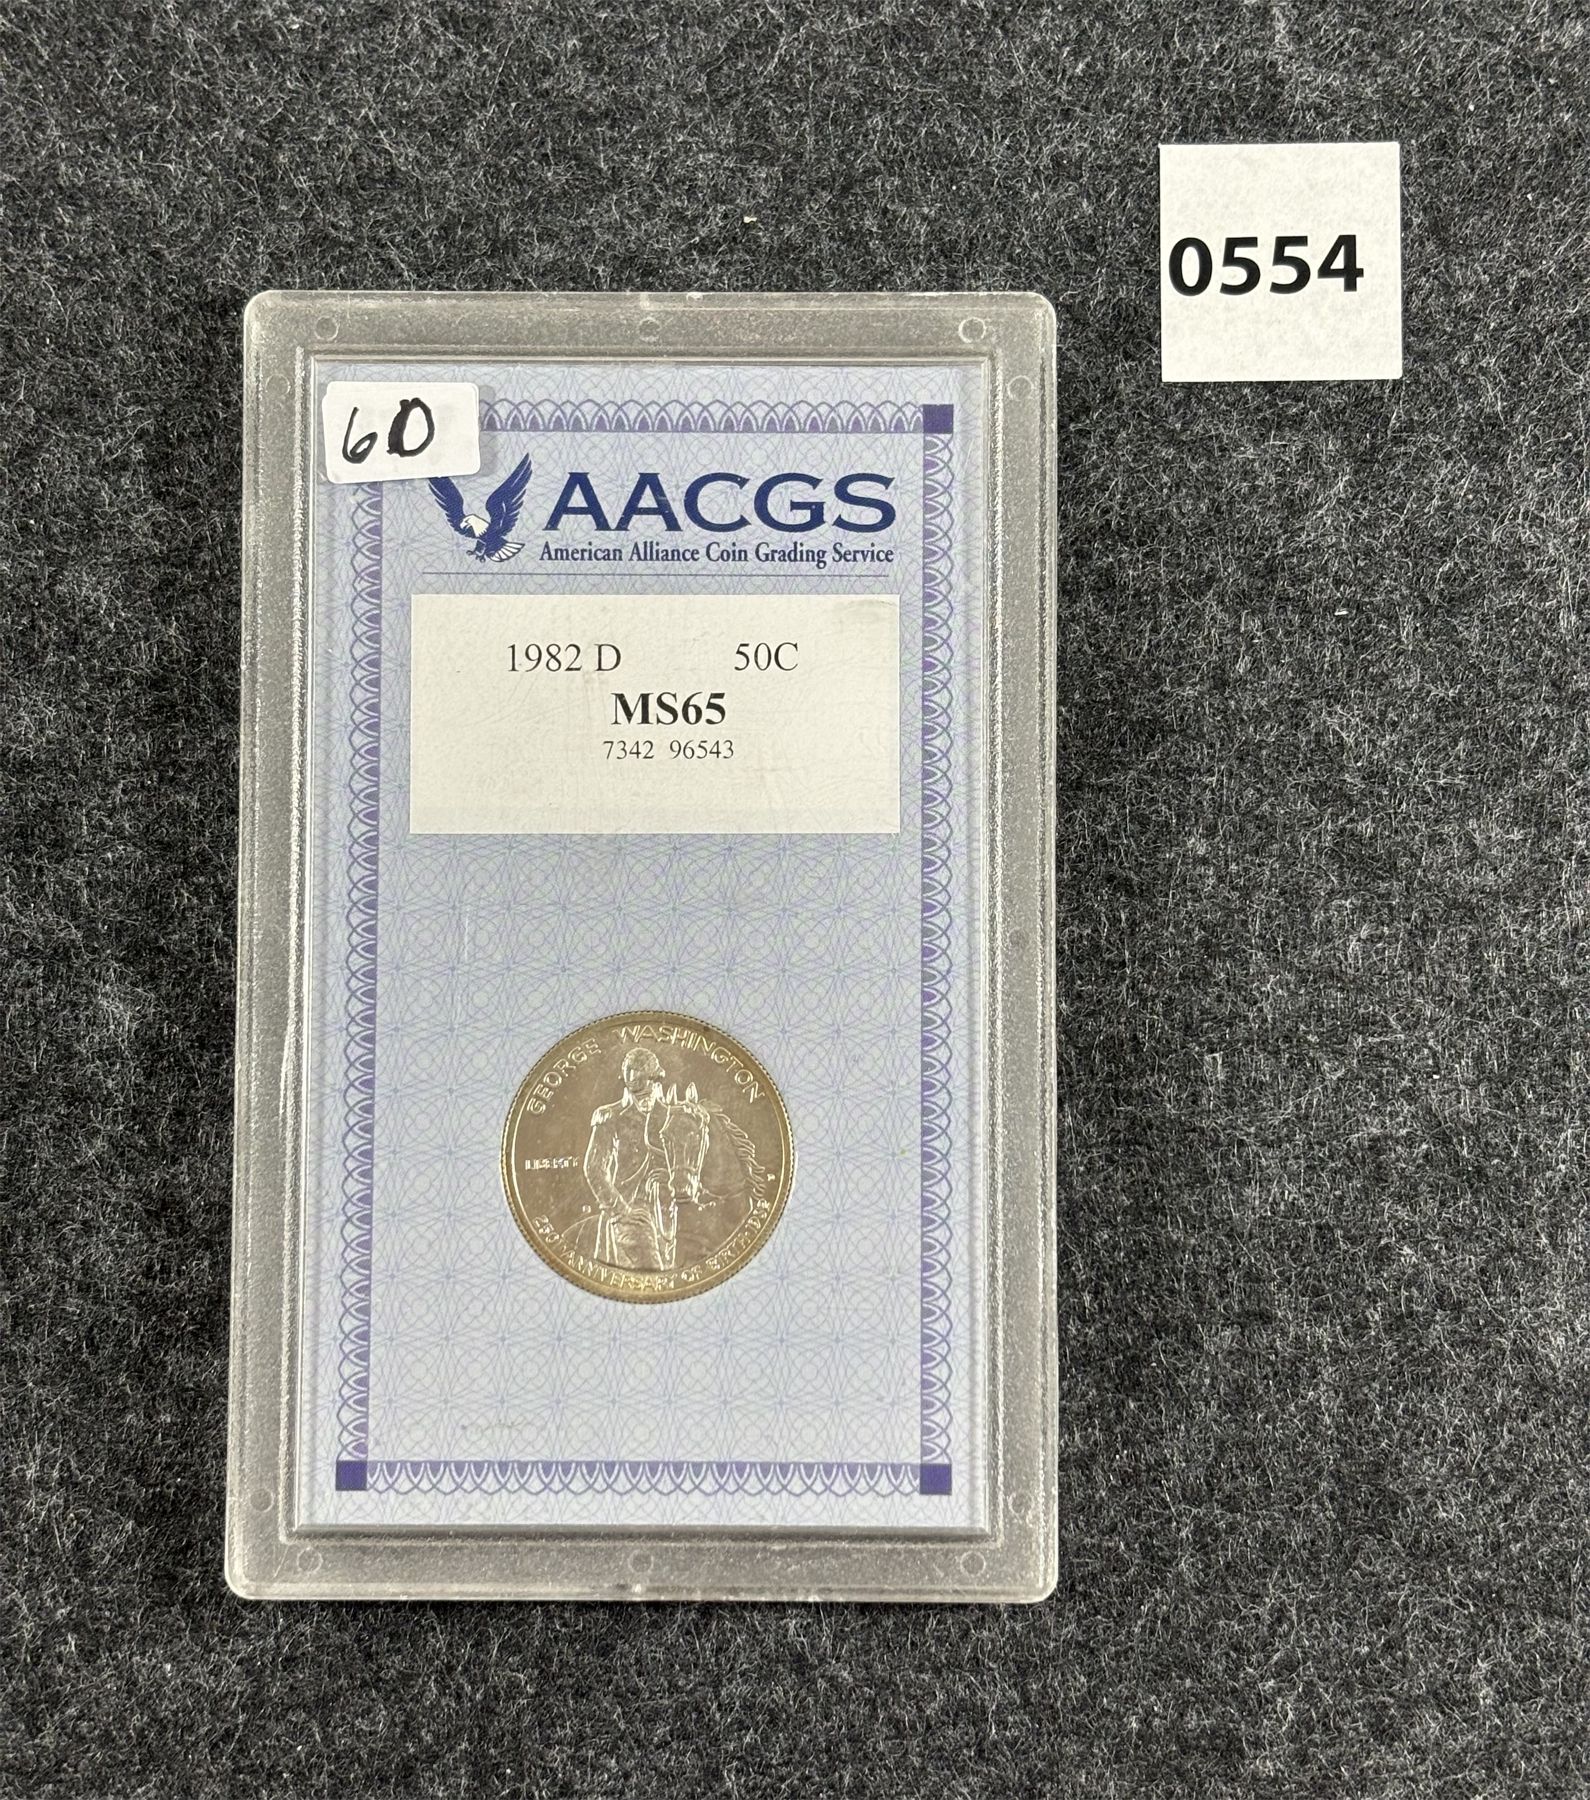 0554
60
AACGS
American Alliance Coin Grading Service
1982 D 50C
MS65
7342 96543
GEORGE WASHINGTON
LIBERTY
250TH ANNIVERSARY OF BIRTH 1982